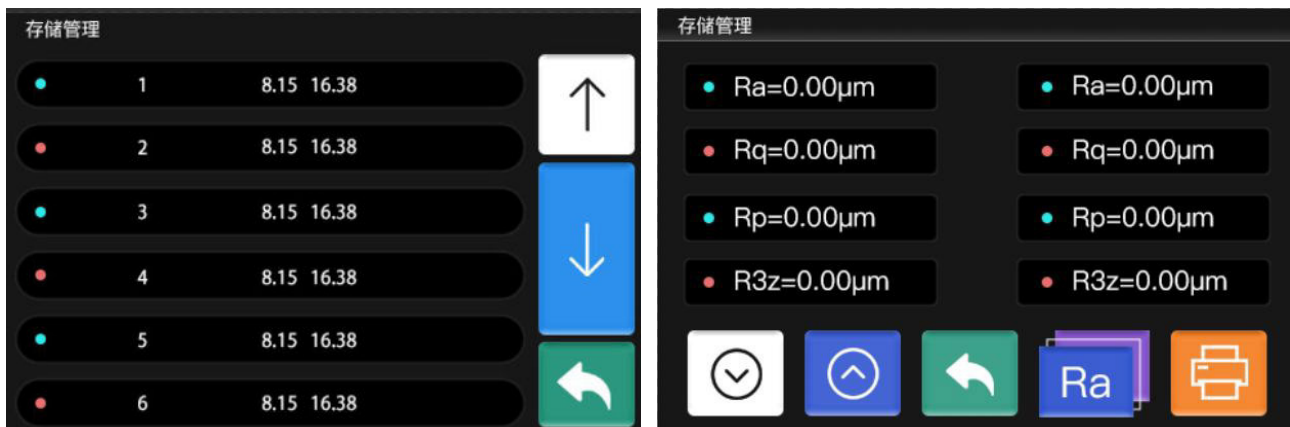 存储管理
1 8.15 16.38
2 8.15 16.38
3 8.15 16.38
4 8.15 16.38
5 8.15 16.38
6 8.15 16.38
存储管理
Ra=0.00μm Ra=0.00μm
Rq=0.00μm Rq=0.00μm
Rp=0.00μm Rp=0.00μm
R3z=0.00μm R3z=0.00μm
Ra